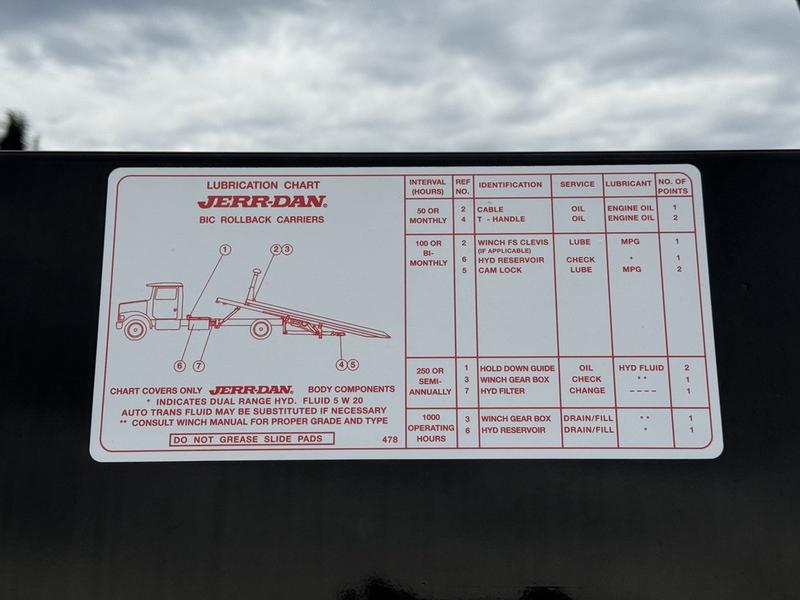 LUBRICATION CHART
JERR-DAN®
BIC ROLLBACK CARRIERS
1
2 3
6 7
4 5
CHART COVERS ONLY JERR-DAN. BODY COMPONENTS
* INDICATES DUAL RANGE HYD. FLUID 5 W 20
AUTO TRANS FLUID MAY BE SUBSTITUTED IF NECESSARY
** CONSULT WINCH MANUAL FOR PROPER GRADE AND TYPE
DO NOT GREASE SLIDE PADS 478
INTERVAL (HOURS) REF NO. IDENTIFICATION SERVICE LUBRICANT NO. OF POINTS
50 OR MONTHLY
2 CABLE OIL ENGINE OIL 1
4 T - HANDLE OIL ENGINE OIL 2
100 OR BI- MONTHLY
2 WINCH FS CLEVIS LUBE MPG 1
(IF APPLICABLE)
6 HYD RESERVOIR CHECK * 1
5 CAM LOCK LUBE MPG 2
250 OR SEMI- ANNUALLY
1 HOLD DOWN GUIDE OIL HYD FLUID 2
3 WINCH GEAR BOX CHECK ** 1
7 HYD FILTER CHANGE ---- 1
1000 OPERATING HOURS
3 WINCH GEAR BOX DRAIN/FILL ** 1
6 HYD RESERVOIR DRAIN/FILL * 1